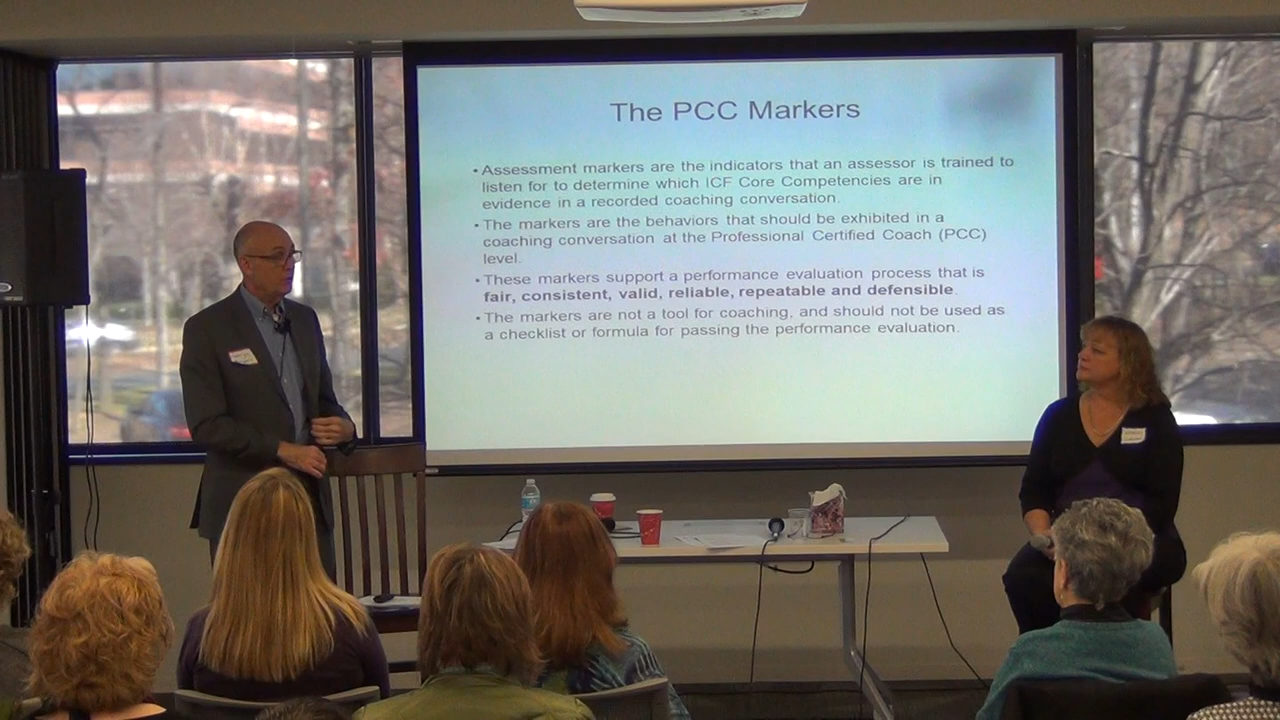 The PCC Markers
• Assessment markers are the indicators that an assessor is trained to
listen for to determine which ICF Core Competencies are in
evidence in a recorded coaching conversation.
• The markers are the behaviors that should be exhibited in a
coaching conversation at the Professional Certified Coach (PCC)
level.
• These markers support a performance evaluation process that is
fair, consistent, valid, reliable, repeatable and defensible.
• The markers are not a tool for coaching, and should not be used as
a checklist or formula for passing the performance evaluation.